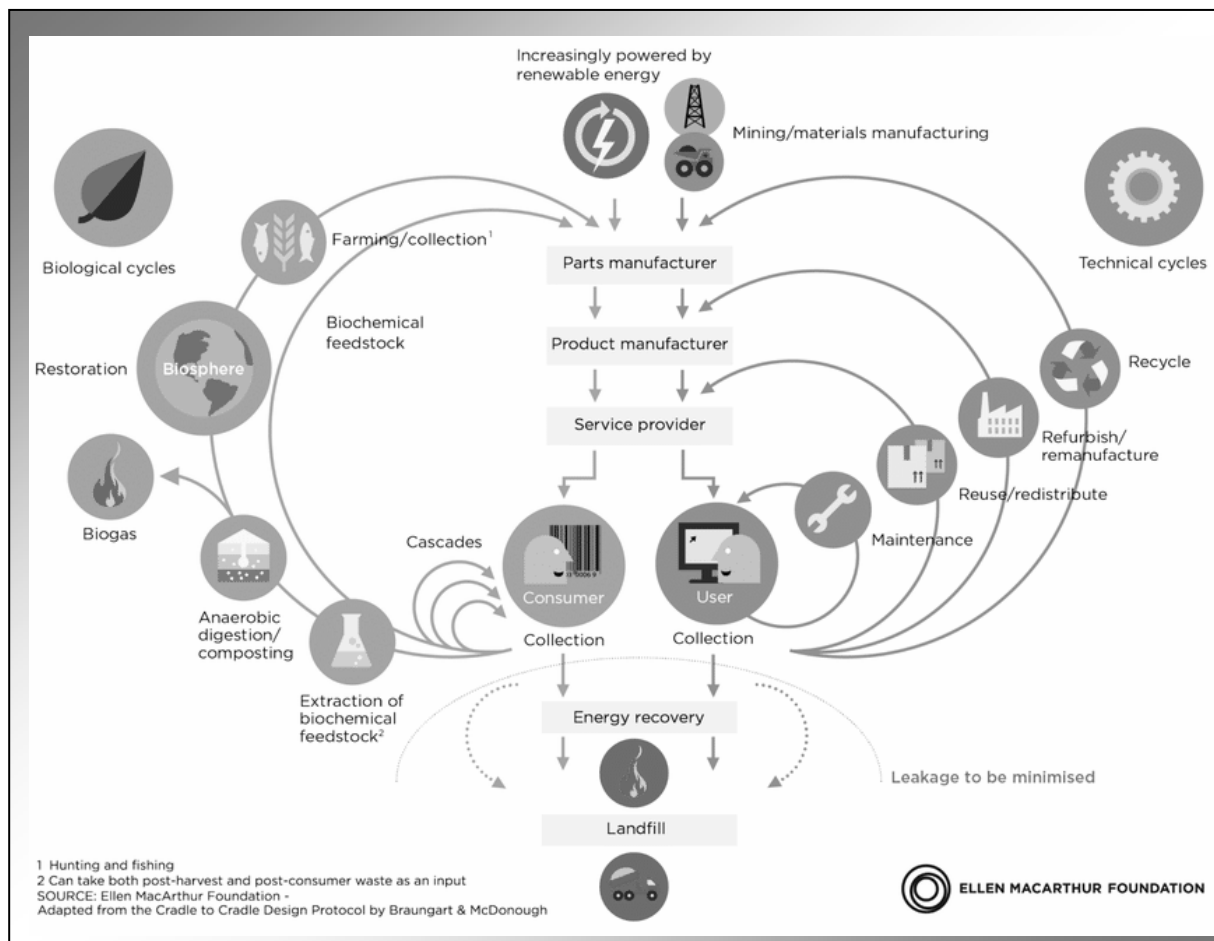 Increasingly powered by
renewable energy
Mining/materials manufacturing
Biological cycles
Farming/collection¹
Technical cycles
Parts manufacturer
Biochemical
feedstock
Product manufacturer
Restoration
Biosphere
Recycle
Service provider
Refurbish/
remanufacture
Reuse/redistribute
Biogas
Cascades
Maintenance
Consumer
User
Anaerobic
digestion/
composting
Collection
Collection
Extraction of
biochemical
feedstock²
Energy recovery
Leakage to be minimised
Landfill
1 Hunting and fishing
2 Can take both post-harvest and post-consumer waste as an input
SOURCE: Ellen MacArthur Foundation -
Adapted from the Cradle to Cradle Design Protocol by Braungart & McDonough
ELLEN MACARTHUR FOUNDATION